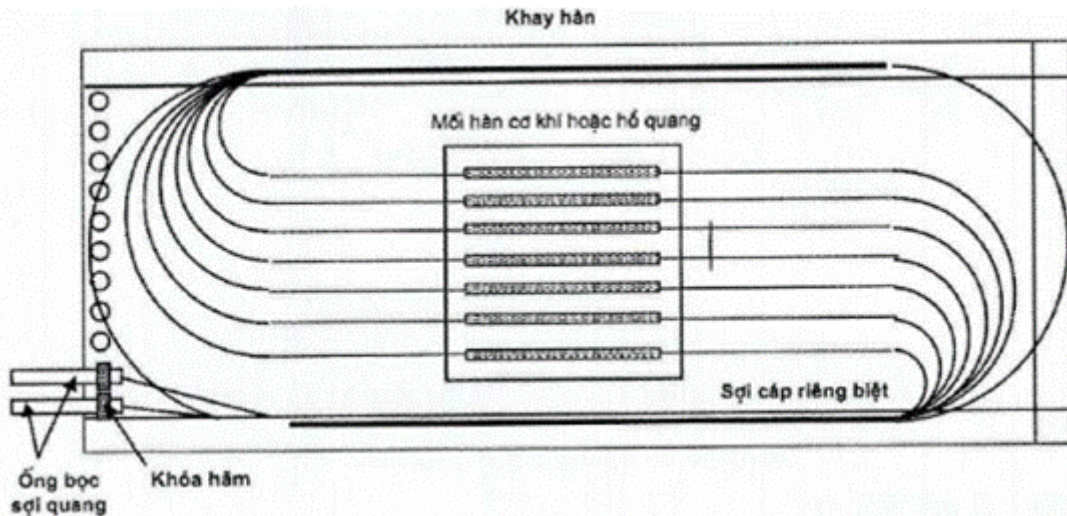 Khay hàn
Mối hàn cơ khí hoặc hồ quang
Sợi cáp riêng biệt
Ống bọc
sợi quang
Khóa hãm